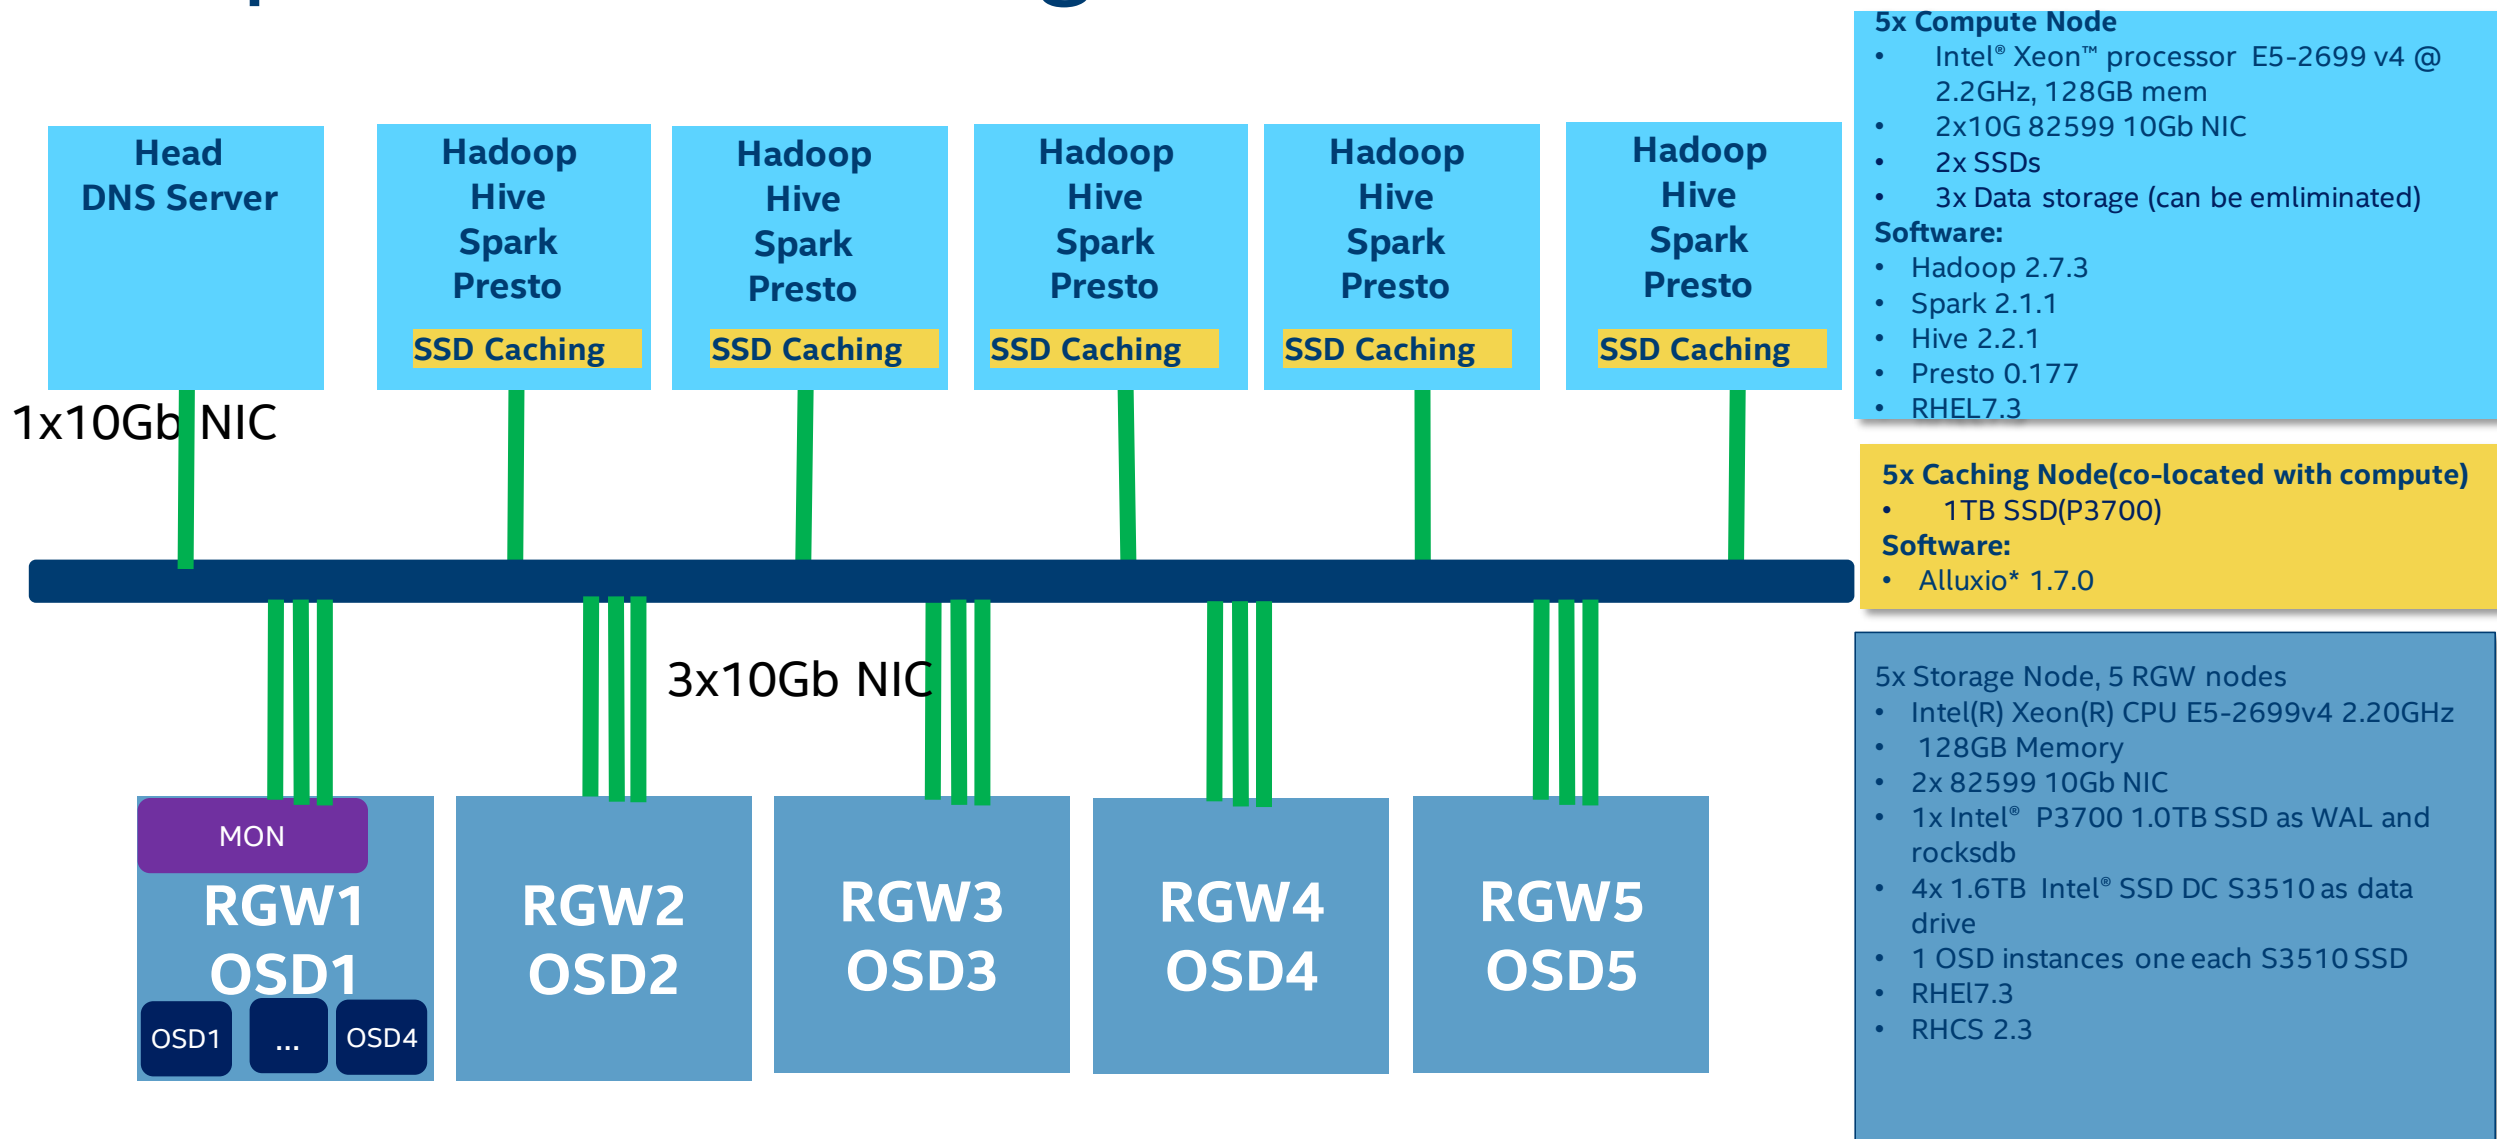 Head
DNS Server
Hadoop
Hive
Spark
Presto
SSD Caching
Hadoop
Hive
Spark
Presto
SSD Caching
Hadoop
Hive
Spark
Presto
SSD Caching
Hadoop
Hive
Spark
Presto
SSD Caching
Hadoop
Hive
Spark
Presto
SSD Caching
1x10Gb NIC
3x10Gb NIC
MON
RGW1
OSD1
OSD1
...
OSD4
RGW2
OSD2
RGW3
OSD3
RGW4
OSD4
RGW5
OSD5
5x Compute Node
• Intel® Xeon™ processor E5-2699 v4 @
2.2GHz, 128GB mem
• 2x10G 82599 10Gb NIC
• 2x SSDs
• 3x Data storage (can be emliminated)
Software:
• Hadoop 2.7.3
• Spark 2.1.1
• Hive 2.2.1
• Presto 0.177
• RHEL7.3
5x Caching Node(co-located with compute)
• 1TB SSD(P3700)
Software:
• Alluxio* 1.7.0
5x Storage Node, 5 RGW nodes
• Intel(R) Xeon(R) CPU E5-2699v4 2.20GHz
• 128GB Memory
• 2x 82599 10Gb NIC
• 1x Intel® P3700 1.0TB SSD as WAL and
rocksdb
• 4x 1.6TB Intel® SSD DC S3510 as data
drive
• 1 OSD instances one each S3510 SSD
• RHEl7.3
• RHCS 2.3